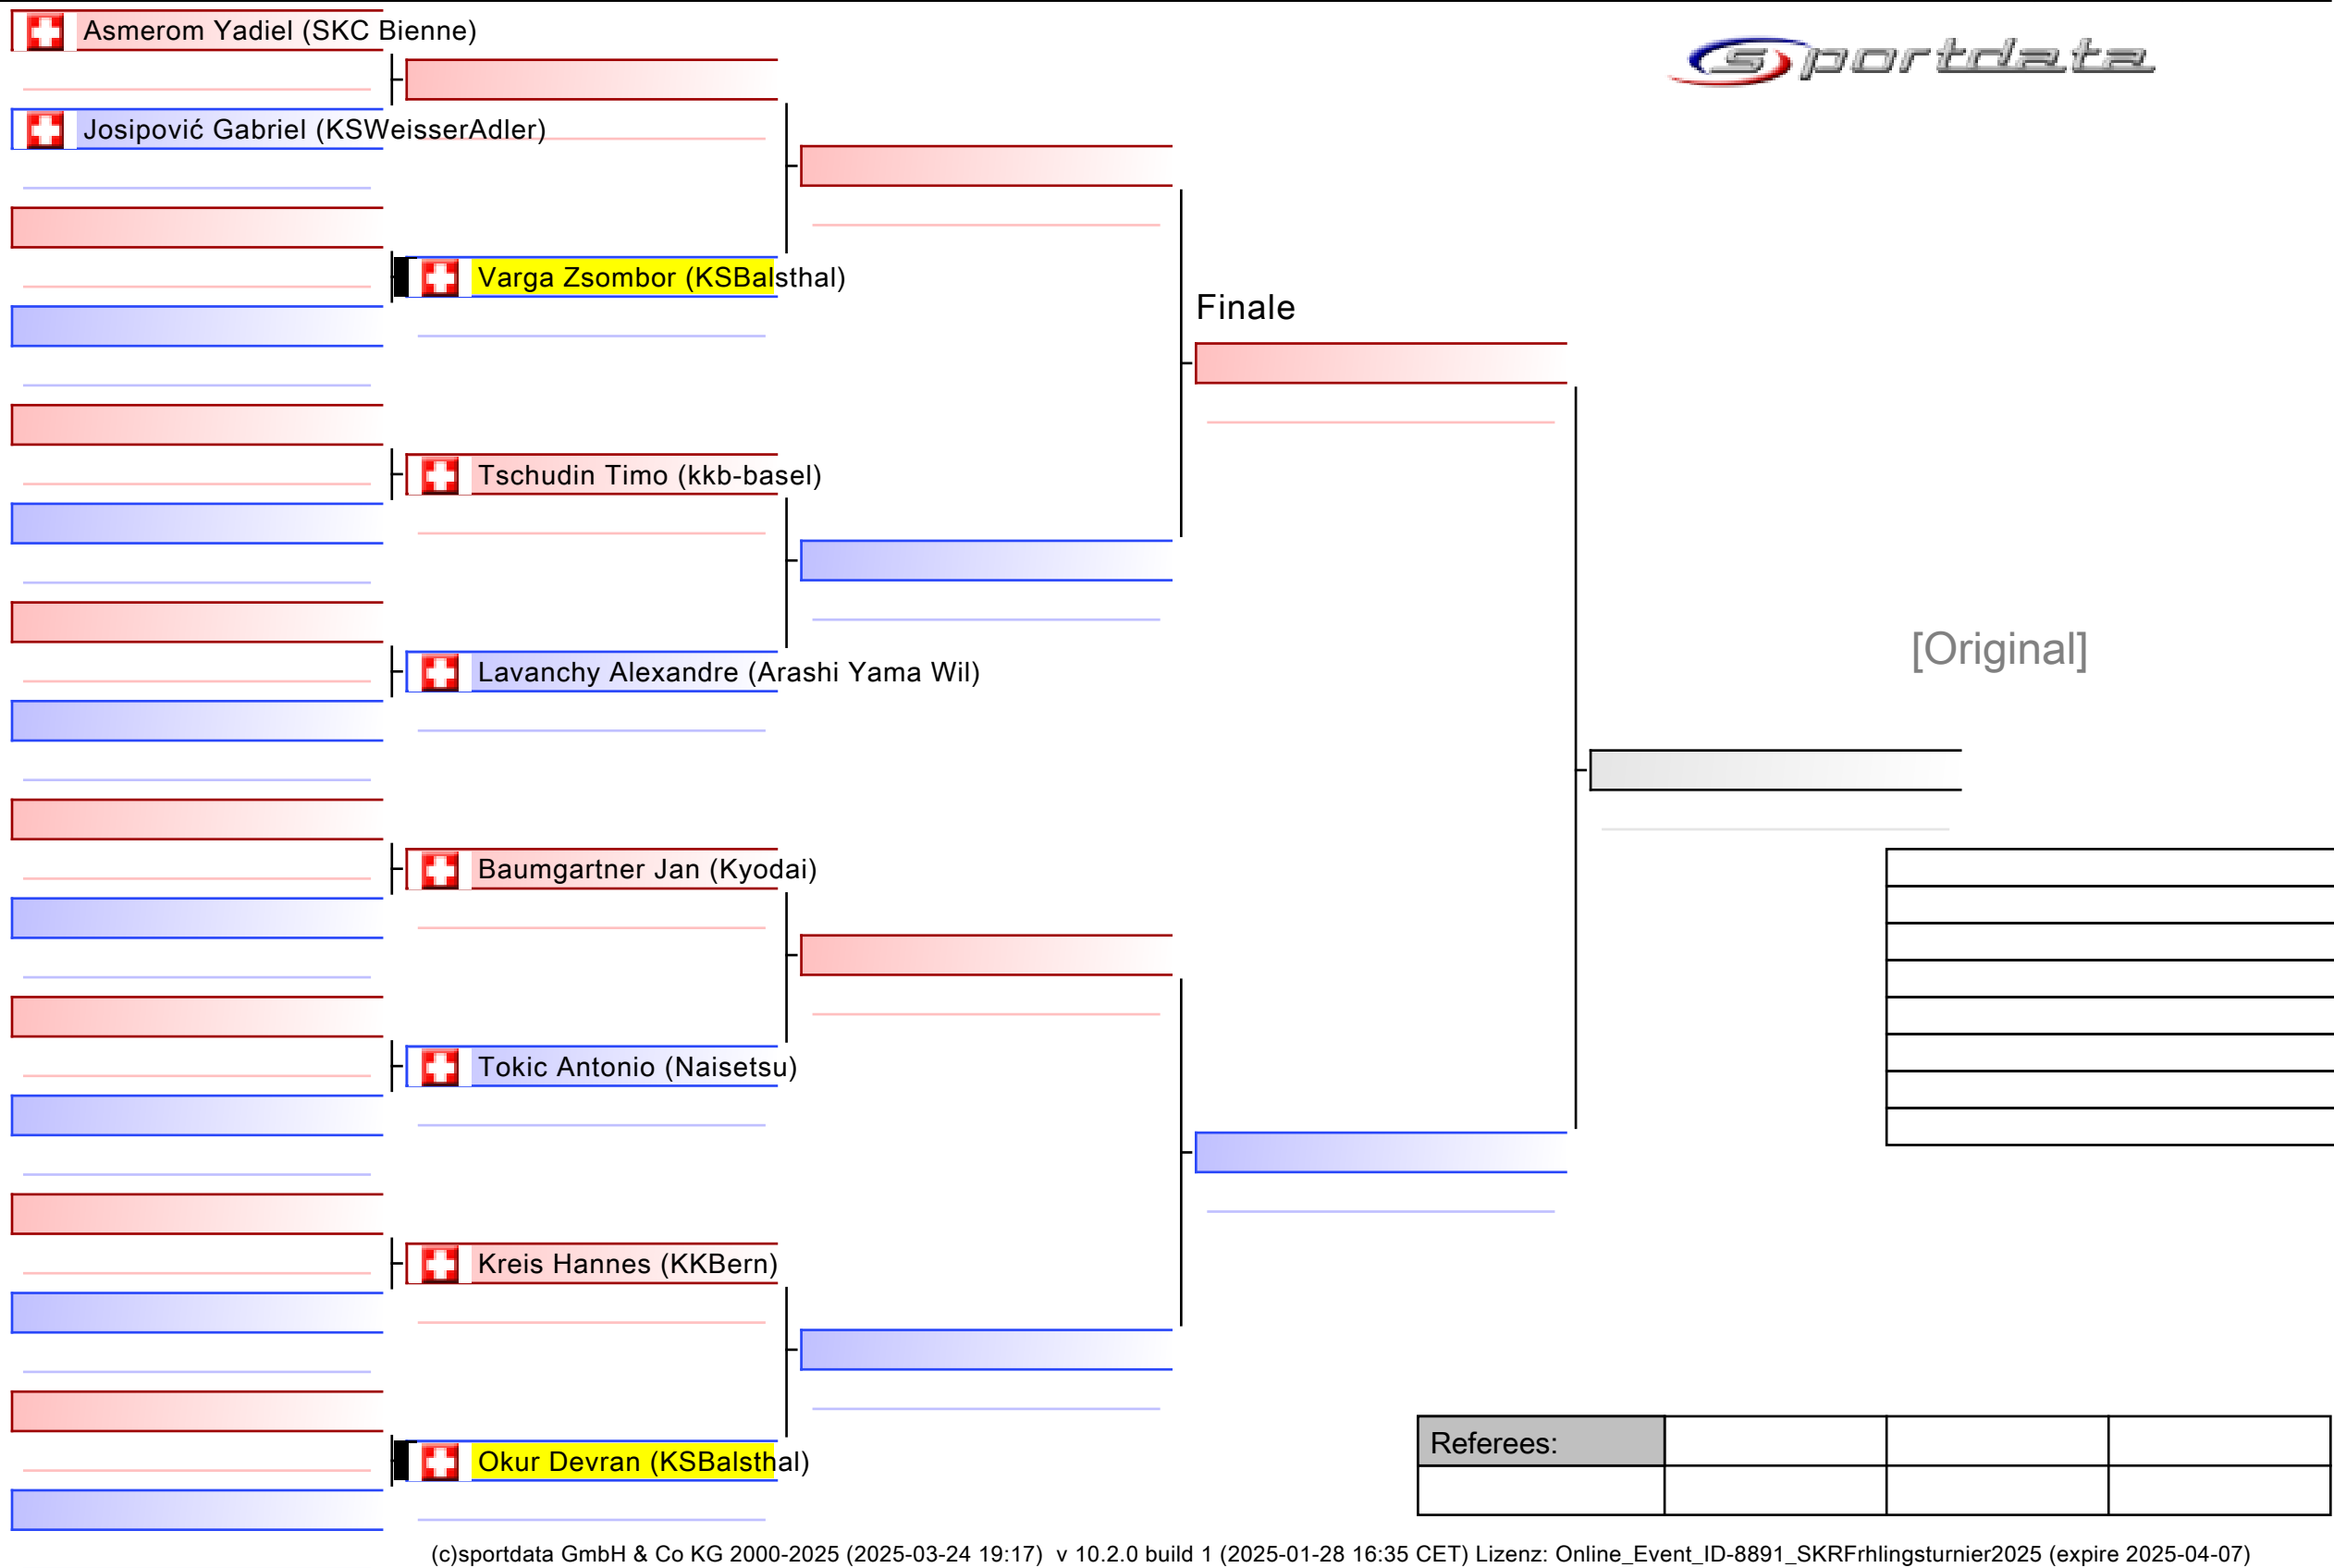 Asmerom Yadiel (SKC Bienne)
sportdata
Josipović Gabriel (KSWeisserAdler)
Varga Zsombor (KSBalsthal)
Finale
Tschudin Timo (kkb-basel)
[Original]
Lavanchy Alexandre (Arashi Yama Wil)
Baumgartner Jan (Kyodai)
Tokic Antonio (Naisetsu)
Kreis Hannes (KKBern)
Referees:
Okur Devran (KSBalsthal)
(c)sportdata GmbH & Co KG 2000-2025 (2025-03-24 19:17) v 10.2.0 build 1 (2025-01-28 16:35 CET) Lizenz: Online_Event_ID-8891_SKRFrhlingsturnier2025 (expire 2025-04-07)